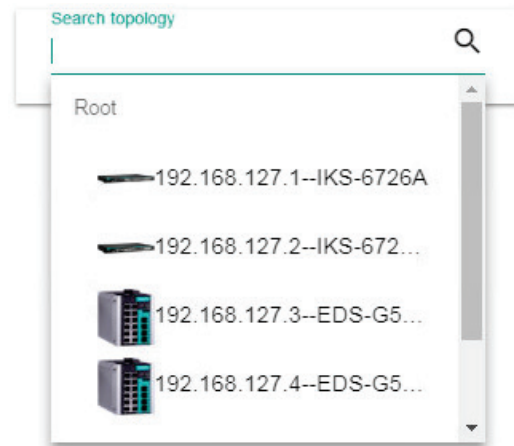 Search topology
Root
192.168.127.1--IKS-6726A
192.168.127.2--IKS-672...
192.168.127.3--EDS-G5...
192.168.127.4--EDS-G5...